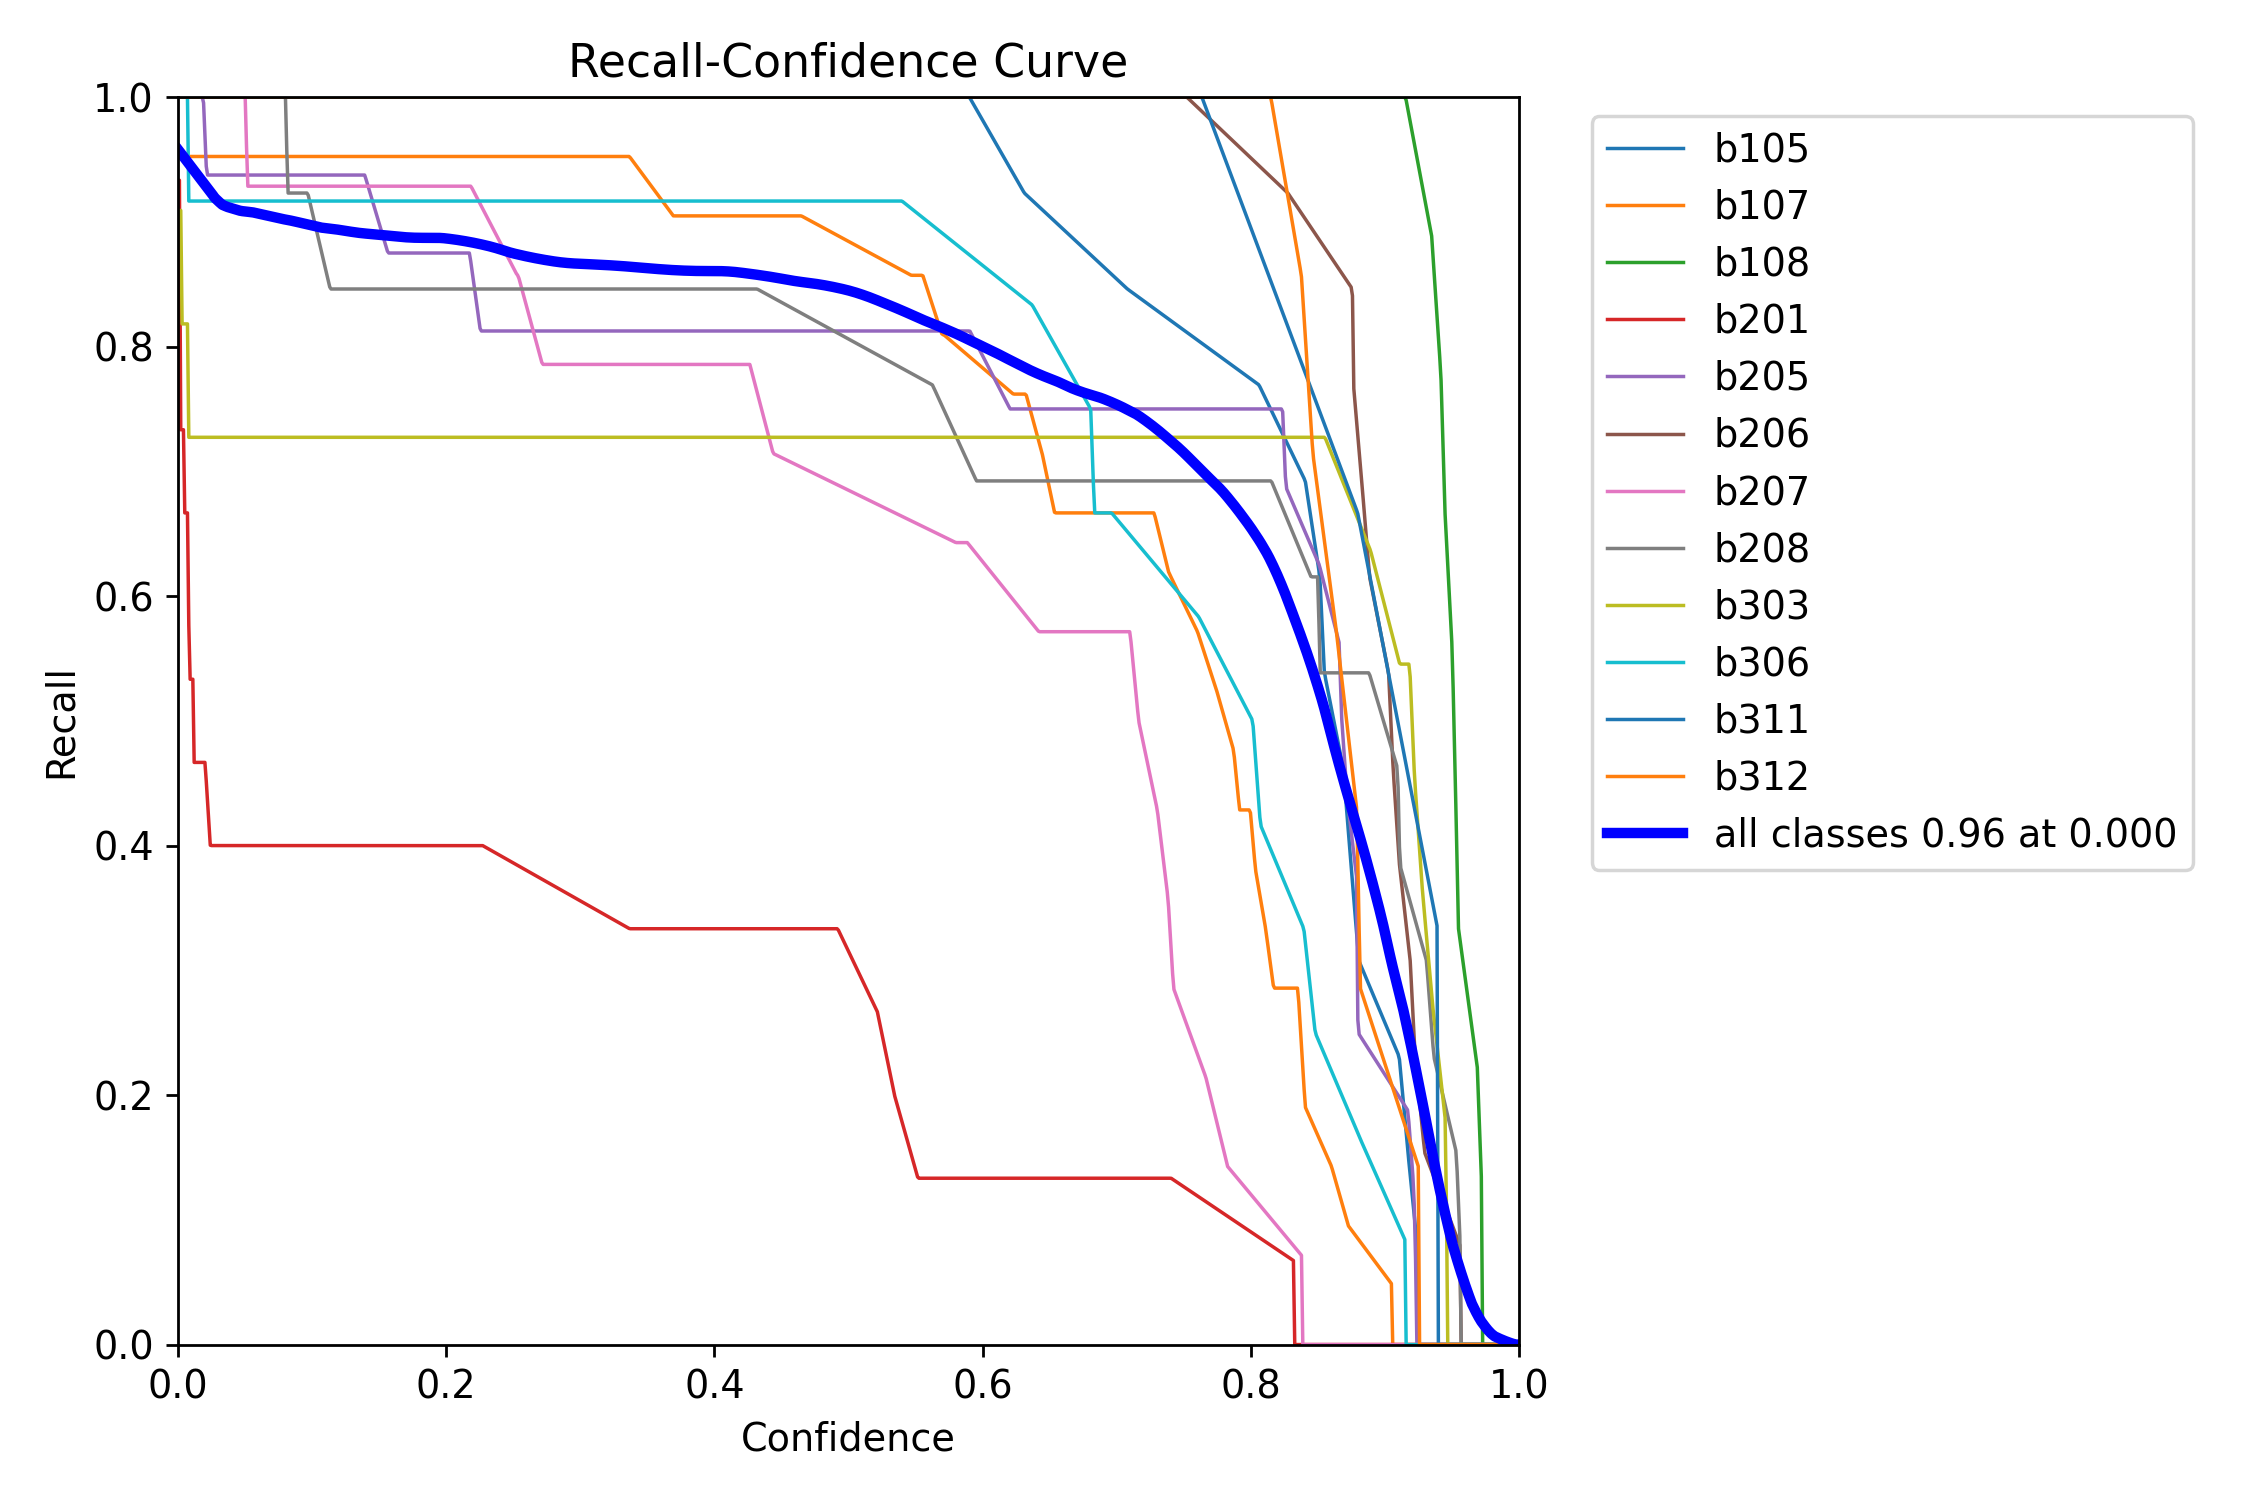 Recall-Confidence Curve
1.0
0.8
0.6
0.4
0.2
0.0
Recall
0.0 0.2 0.4 0.6 0.8 1.0
Confidence
b105
b107
b108
b201
b205
b206
b207
b208
b303
b306
b311
b312
all classes 0.96 at 0.000